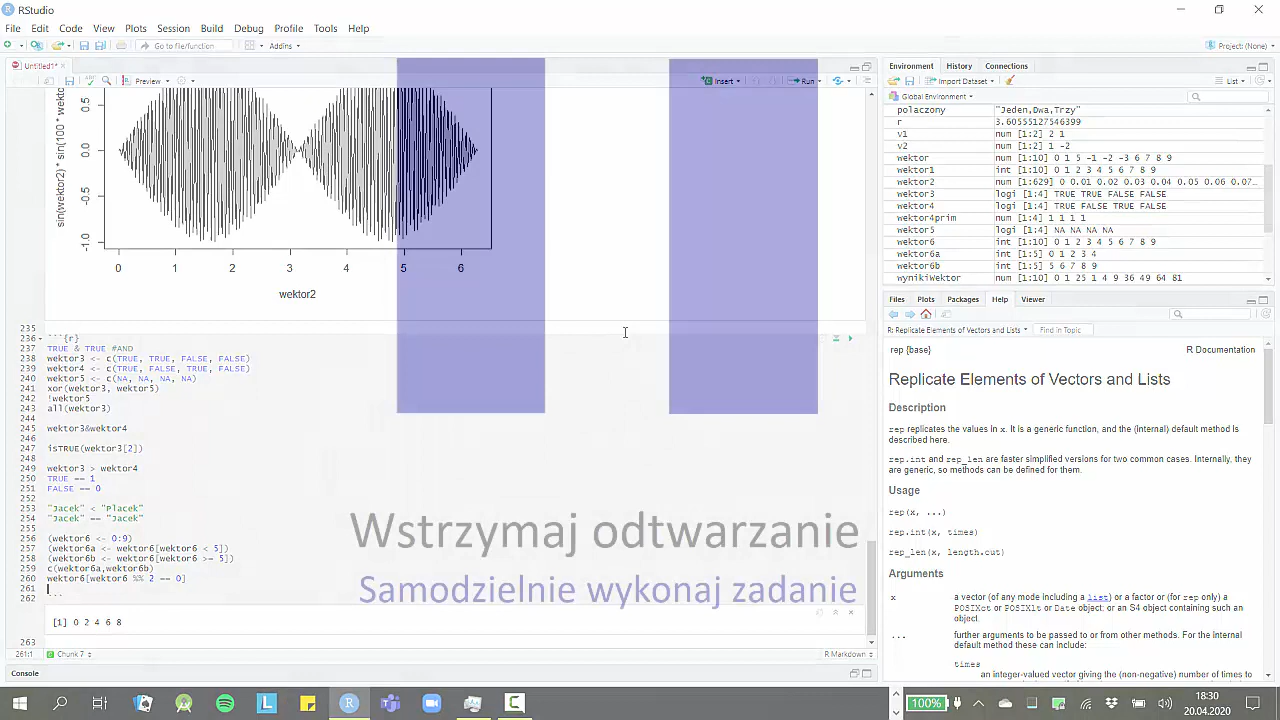 RStudio
File Edit Code View Plots Session Build Debug Profile Tools Help
Go to file/function Addins
Project: (None)
Untitled1*
Preview
Insert Run
0.5
0.0
-0.5
-1.0
0 1 2 3 4 5 6
wektor2
235
236 ```{r}
237 TRUE & TRUE #AND
238 wektor3 <- c(TRUE, TRUE, FALSE, FALSE)
239 wektor4 <- c(TRUE, FALSE, TRUE, FALSE)
240 wektor5 <- c(NA, NA, NA, NA)
241 xor(wektor3, wektor5)
242 !wektor5
243 all(wektor3)
244
245 wektor3&wektor4
246
247 isTRUE(wektor3[2])
248
249 wektor3 > wektor4
250 TRUE == 1
251 FALSE == 0
252
253 "Jacek" < "Placek"
254 "Jacek" == "Jacek"
255
256 (wektor6 <- 0:9)
257 (wektor6a <- wektor6[wektor6 < 5])
258 (wektor6b <- wektor6[wektor6 >= 5])
259 c(wektor6a,wektor6b)
260 wektor6[wektor6 %% 2 == 0]
261
262 ```
[1] 0 2 4 6 8
263
261:1 Chunk 7 R Markdown
Console
Wstrzymaj odtwarzanie
Samodzielnie wykonaj zadanie
Environment History Connections
Import Dataset List
Global Environment
polaczony "Jeden,Dwa,Trzy"
r 3.60555127546399
v1 num [1:2] 2 1
v2 num [1:2] 1 -2
wektor num [1:10] 0 1 5 -1 -2 -3 6 7 8 9
wektor1 int [1:10] 0 1 2 3 4 5 6 7 8 9
wektor2 num [1:629] 0 0.01 0.02 0.03 0.04 0.05 0.06 0.07...
wektor3 logi [1:4] TRUE TRUE FALSE FALSE
wektor4 logi [1:4] TRUE FALSE TRUE FALSE
wektor4prim num [1:4] 1 1 1 1
wektor5 logi [1:4] NA NA NA NA
wektor6 int [1:10] 0 1 2 3 4 5 6 7 8 9
wektor6a int [1:5] 0 1 2 3 4
wektor6b int [1:5] 5 6 7 8 9
wynikiWektor num [1:10] 0 1 25 1 4 9 36 49 64 81
Files Plots Packages Help Viewer
R: Replicate Elements of Vectors and Lists Find in Topic
rep {base} R Documentation
Replicate Elements of Vectors and Lists
Description
rep replicates the values in x. It is a generic function, and the (internal) default method is
described here.
rep.int and rep_len are faster simplified versions for two common cases. Internally, they
are generic, so methods can be defined for them.
Usage
rep(x, ...)
rep.int(x, times)
rep_len(x, length.out)
Arguments
x a vector (of any mode including a list) or a factor or (for rep only) a
POSIXct or POSIXlt or Date object; or an S4 object containing such an
object.
... further arguments to be passed to or from other methods. For the internal
default method these can include:
times
an integer-valued vector giving the (non-negative) number of times to
100%
18:30
20.04.2020